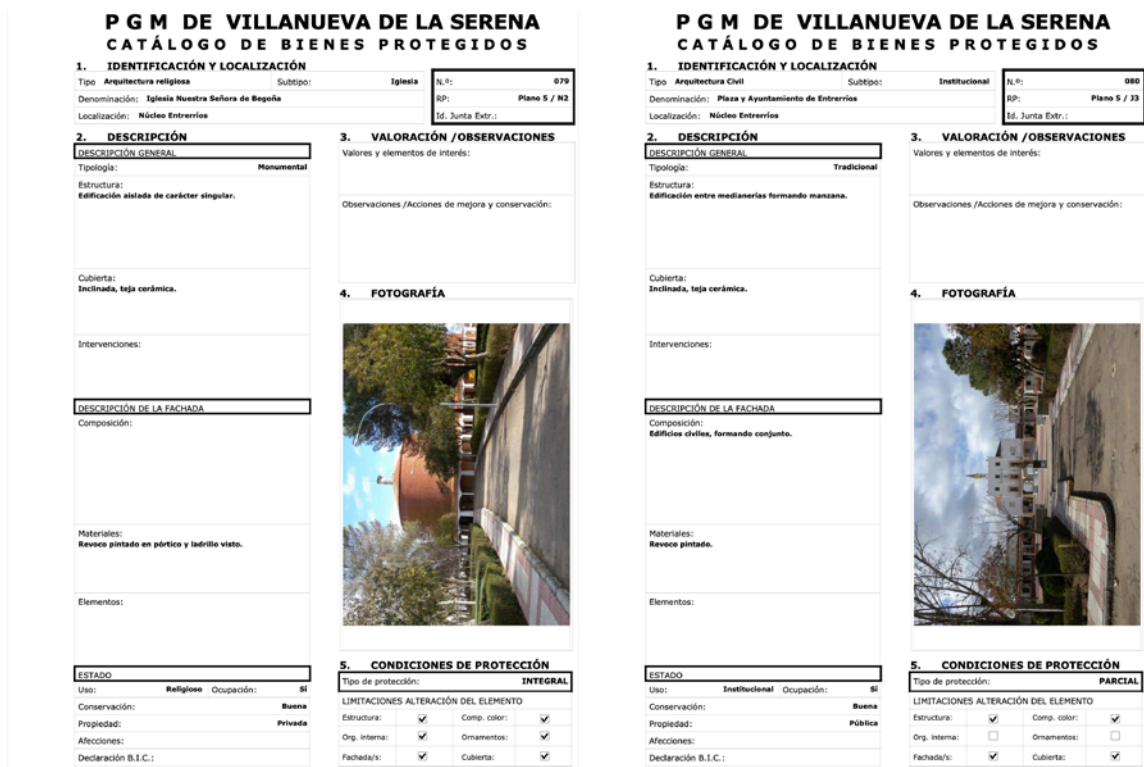 PGM DE VILLANUEVA DE LA SERENA
CATÁLOGO DE BIENES PROTEGIDOS
1. IDENTIFICACIÓN Y LOCALIZACIÓN
Tipo Arquitectura religiosa Subtipo: Iglesia N.º: 079
Denominación: Iglesia Nuestra Señora de Begoña RP: Plano 5 / N2
Localización: Núcleo Entrerríos Id. Junta Extr.:
2. DESCRIPCIÓN
DESCRIPCIÓN GENERAL
Tipología: Monumental
Estructura:
Edificación aislada de carácter singular.
Cubierta:
Inclinada, teja cerámica.
Intervenciones:
DESCRIPCIÓN DE LA FACHADA
Composición:
Materiales:
Revoco pintado en pórtico y ladrillo visto.
Elementos:
ESTADO
Uso: Religioso Ocupación: Sí
Conservación: Buena
Propiedad: Privada
Afecciones:
Declaración B.I.C.:
3. VALORACIÓN /OBSERVACIONES
Valores y elementos de interés:
Observaciones /Acciones de mejora y conservación:
4. FOTOGRAFÍA
5. CONDICIONES DE PROTECCIÓN
Tipo de protección: INTEGRAL
LIMITACIONES ALTERACIÓN DEL ELEMENTO
Estructura: Comp. color:
Org. interna: Ornamentos:
Fachada/s: Cubierta:
PGM DE VILLANUEVA DE LA SERENA
CATÁLOGO DE BIENES PROTEGIDOS
1. IDENTIFICACIÓN Y LOCALIZACIÓN
Tipo Arquitectura Civil Subtipo: Institucional N.º: 080
Denominación: Plaza y Ayuntamiento de Entrerríos RP: Plano 5 / J3
Localización: Núcleo Entrerríos Id. Junta Extr.:
2. DESCRIPCIÓN
DESCRIPCIÓN GENERAL
Tipología: Tradicional
Estructura:
Edificación entre medianerías formando manzana.
Cubierta:
Inclinada, teja cerámica.
Intervenciones:
DESCRIPCIÓN DE LA FACHADA
Composición:
Edificios civiles, formando conjunto.
Materiales:
Revoco pintado.
Elementos:
ESTADO
Uso: Institucional Ocupación: Sí
Conservación: Buena
Propiedad: Pública
Afecciones:
Declaración B.I.C.:
3. VALORACIÓN /OBSERVACIONES
Valores y elementos de interés:
Observaciones /Acciones de mejora y conservación:
4. FOTOGRAFÍA
5. CONDICIONES DE PROTECCIÓN
Tipo de protección: PARCIAL
LIMITACIONES ALTERACIÓN DEL ELEMENTO
Estructura: Comp. color:
Org. interna: Ornamentos:
Fachada/s: Cubierta: